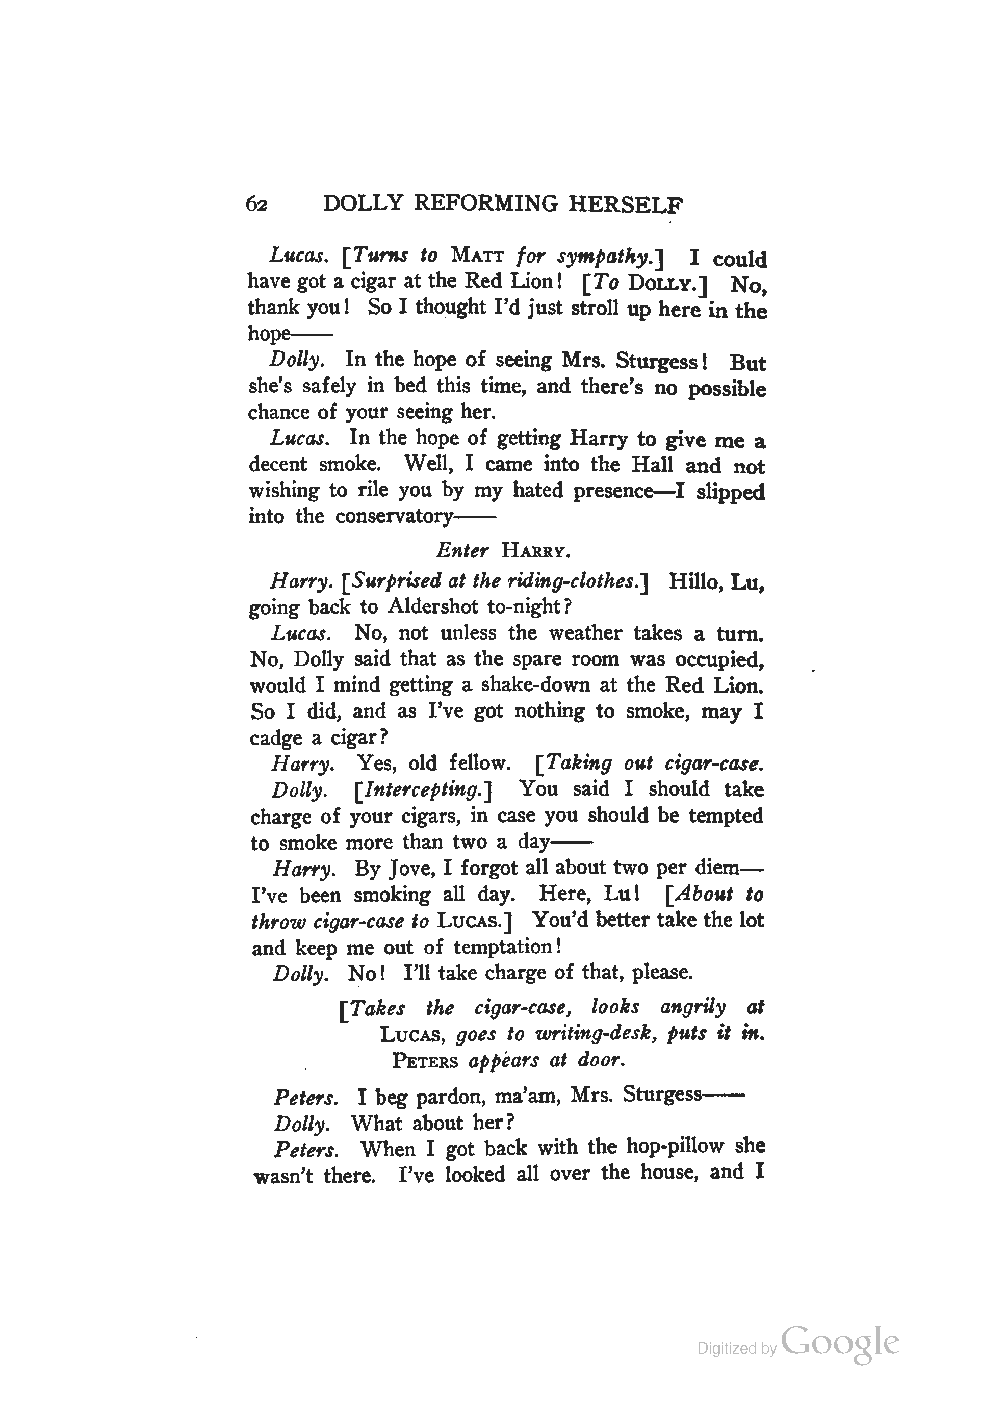 62 DOLLY REFORMING HERSELF
Lucas. [Turns to MATT for sympathy.] I could
have got a cigar at the Red Lion! [To DOLLY.] No,
thank you! So I thought I'd just stroll up here in the
hope——
Dolly. In the hope of seeing Mrs. Sturgess! But
she's safely in bed this time, and there's no possible
chance of your seeing her.
Lucas. In the hope of getting Harry to give me a
decent smoke. Well, I came into the Hall and not
wishing to rile you by my hated presence—I slipped
into the conservatory——
Enter HARRY.
Harry. [Surprised at the riding-clothes.] Hillo, Lu,
going back to Aldershot to-night?
Lucas. No, not unless the weather takes a turn.
No, Dolly said that as the spare room was occupied,
would I mind getting a shake-down at the Red Lion.
So I did, and as I've got nothing to smoke, may I
cadge a cigar?
Harry. Yes, old fellow. [Taking out cigar-case.
Dolly. [Intercepting.] You said I should take
charge of your cigars, in case you should be tempted
to smoke more than two a day——
Harry. By Jove, I forgot all about two per diem—
I've been smoking all day. Here, Lu! [About to
throw cigar-case to LUCAS.] You'd better take the lot
and keep me out of temptation!
Dolly. No! I'll take charge of that, please.
[Takes the cigar-case, looks angrily at
LUCAS, goes to writing-desk, puts it in.
PETERS appears at door.
Peters. I beg pardon, ma'am, Mrs. Sturgess——
Dolly. What about her?
Peters. When I got back with the hop-pillow she
wasn't there. I've looked all over the house, and I
Digitized by Google